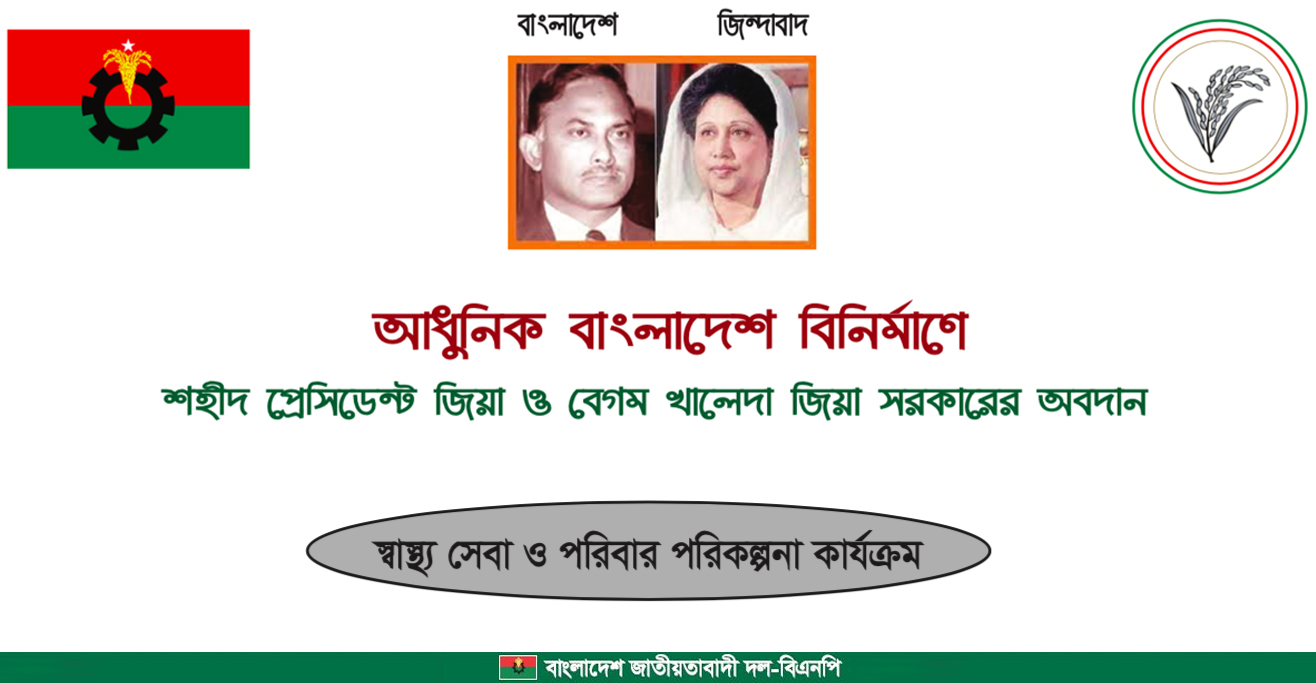 বাংলাদেশ জিন্দাবাদ
আধুনিক বাংলাদেশ বিনির্মাণে
শহীদ প্রেসিডেন্ট জিয়া ও বেগম খালেদা জিয়া সরকারের অবদান
স্বাস্থ্য সেবা ও পরিবার পরিকল্পনা কার্যক্রম
বাংলাদেশ জাতীয়তাবাদী দল-বিএনপি